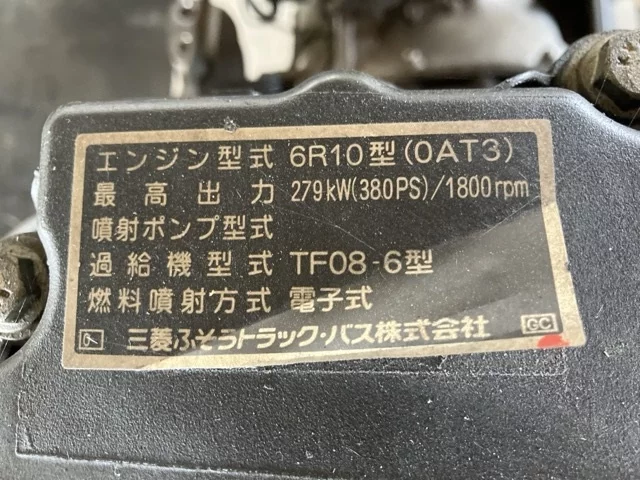 エンジン型式 6R10型(0AT3)
最高出力 279kW(380PS)/1800rpm
噴射ポンプ型式
過給機型式 TF08-6型
燃料噴射方式 電子式
三菱ふそうトラック・バス株式会社 GC